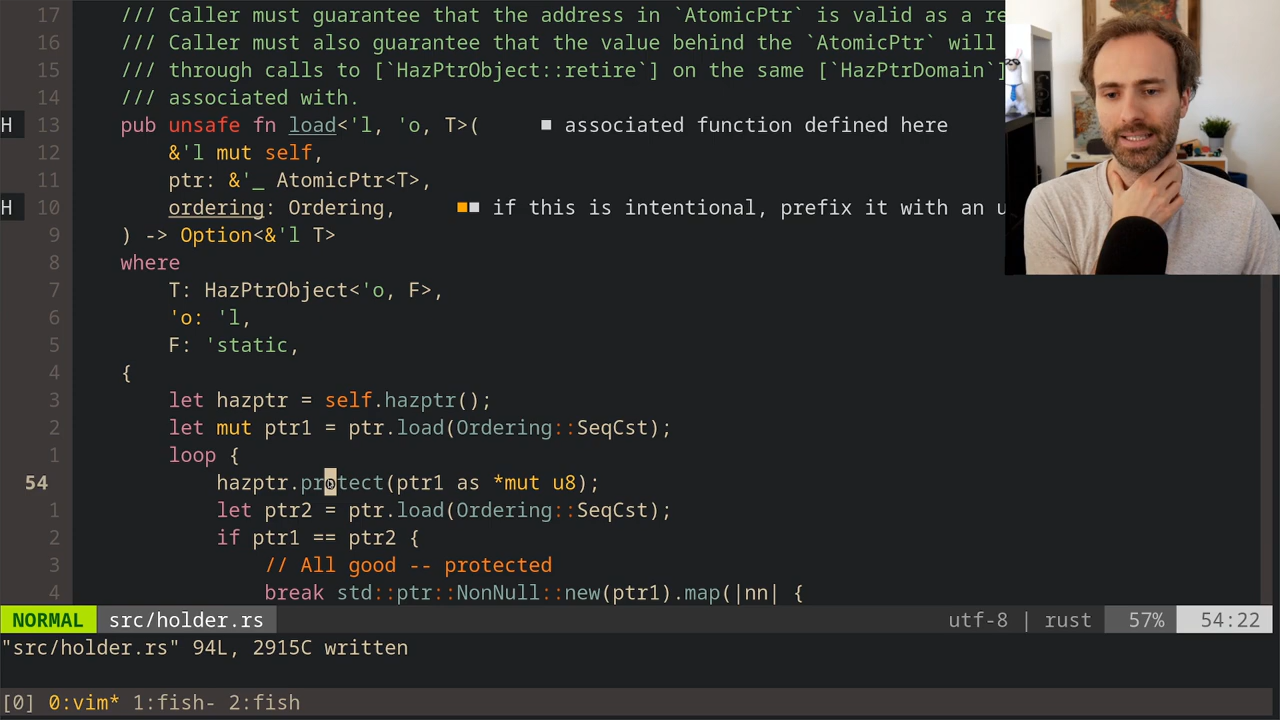 17 /// Caller must guarantee that the address in `AtomicPtr` is valid as a re
16 /// Caller must also guarantee that the value behind the `AtomicPtr` will
15 /// through calls to [`HazPtrObject::retire`] on the same [`HazPtrDomain`]
14 /// associated with.
H 13 pub unsafe fn load<'l, 'o, T>( ■ associated function defined here
12 &'l mut self,
11 ptr: &'_ AtomicPtr<T>,
H 10 ordering: Ordering, ■■ if this is intentional, prefix it with an u
9 ) -> Option<&'l T>
8 where
7 T: HazPtrObject<'o, F>,
6 'o: 'l,
5 F: 'static,
4 {
3 let hazptr = self.hazptr();
2 let mut ptr1 = ptr.load(Ordering::SeqCst);
1 loop {
54 hazptr.protect(ptr1 as *mut u8);
1 let ptr2 = ptr.load(Ordering::SeqCst);
2 if ptr1 == ptr2 {
3 // All good -- protected
4 break std::ptr::NonNull::new(ptr1).map(|nn| {
NORMAL src/holder.rs utf-8 | rust 57% 54:22
"src/holder.rs" 94L, 2915C written
[0] 0:vim* 1:fish- 2:fish